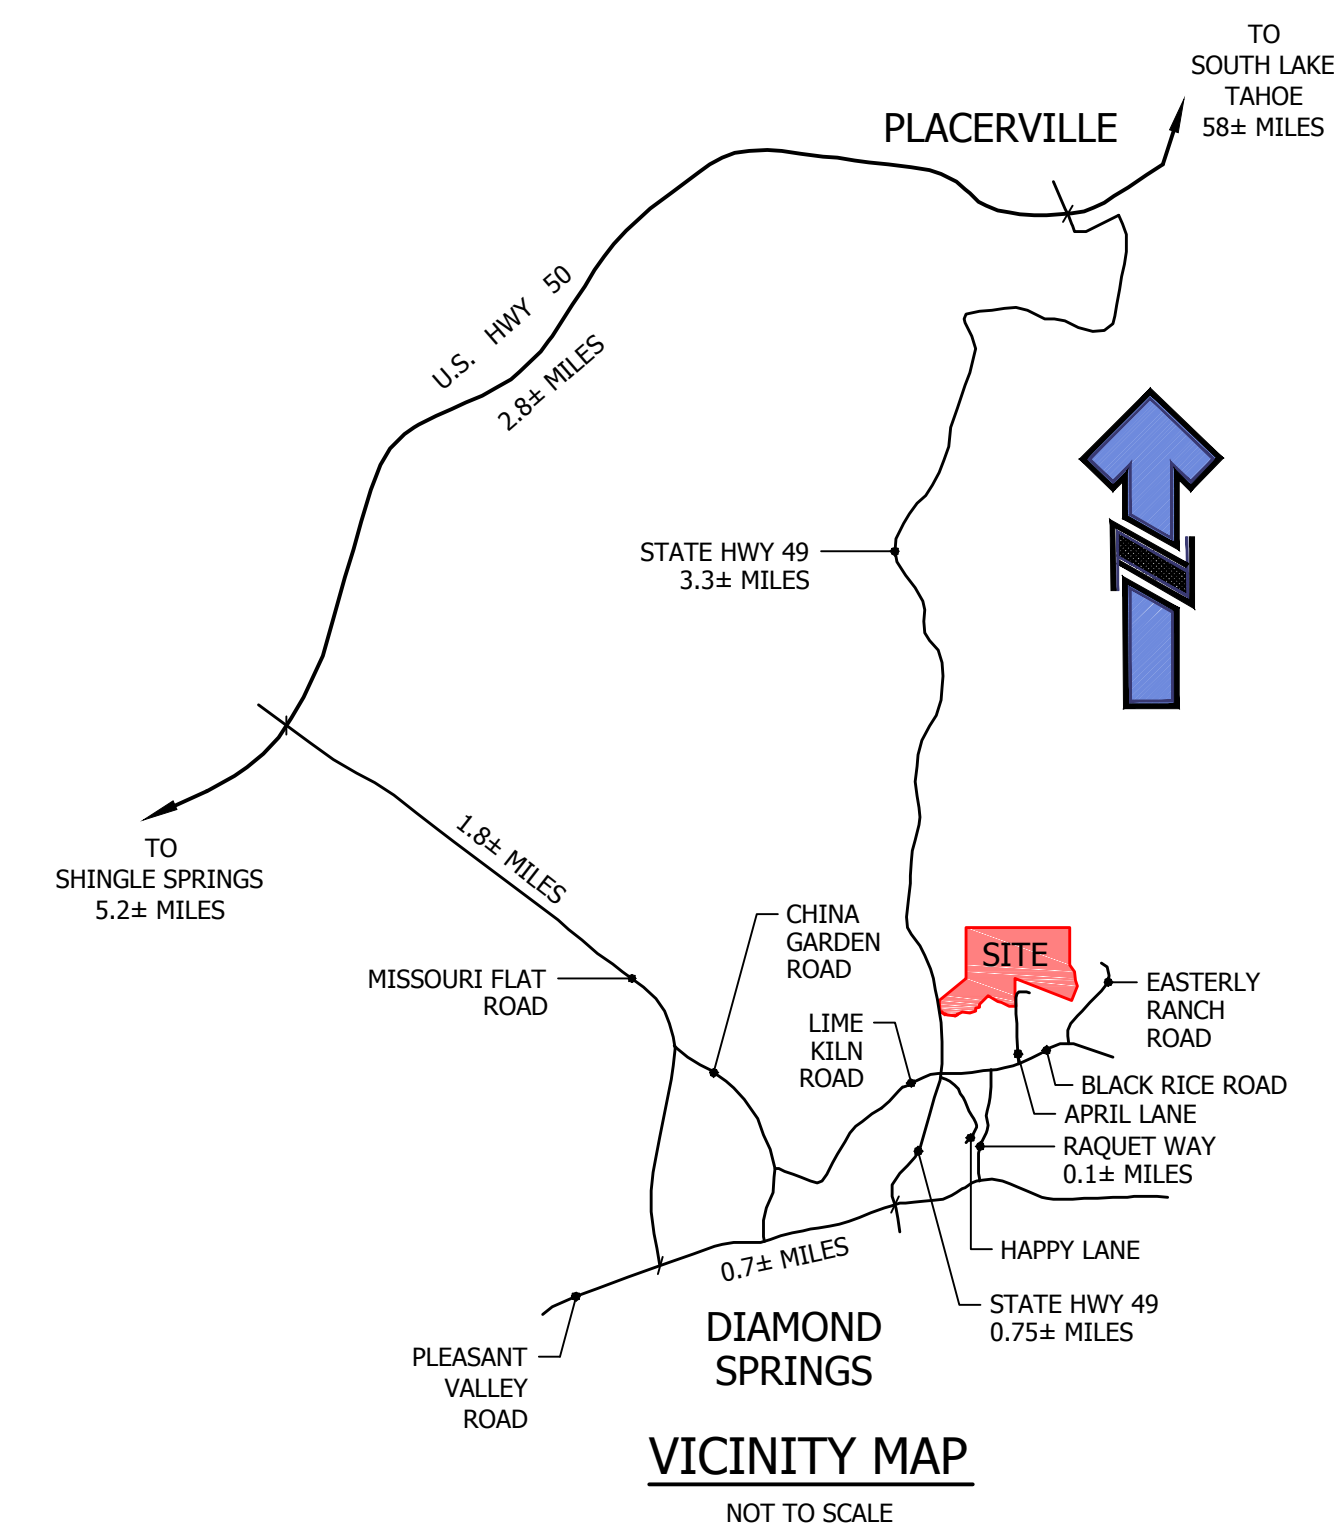 TO
SOUTH LAKE
TAHOE
58± MILES
PLACERVILLE
U.S. HWY 50
2.8± MILES
STATE HWY 49
3.3± MILES
TO
SHINGLE SPRINGS
5.2± MILES
1.8± MILES
CHINA
GARDEN
ROAD
MISSOURI FLAT
ROAD
SITE
EASTERLY
RANCH
ROAD
LIME
KILN
ROAD
BLACK RICE ROAD
APRIL LANE
RAQUET WAY
0.1± MILES
HAPPY LANE
0.7± MILES
STATE HWY 49
0.75± MILES
DIAMOND
SPRINGS
PLEASANT
VALLEY
ROAD
VICINITY MAP
NOT TO SCALE